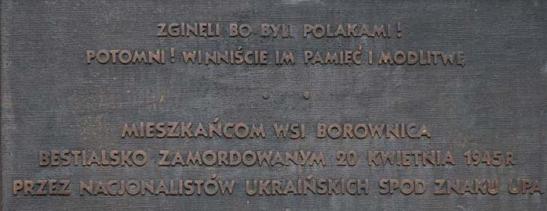 ZGINĘLI BO BYLI POLAKAMI!
POTOMNI! WINNIŚCIE IM PAMIĘĆ I MODLITWĘ
MIESZKAŃCOM WSI BOROWNICA
BESTIALSKO ZAMORDOWANYM 20 KWIETNIA 1945R
PRZEZ NACJONALISTÓW UKRAIŃSKICH SPOD ZNAKU UPA